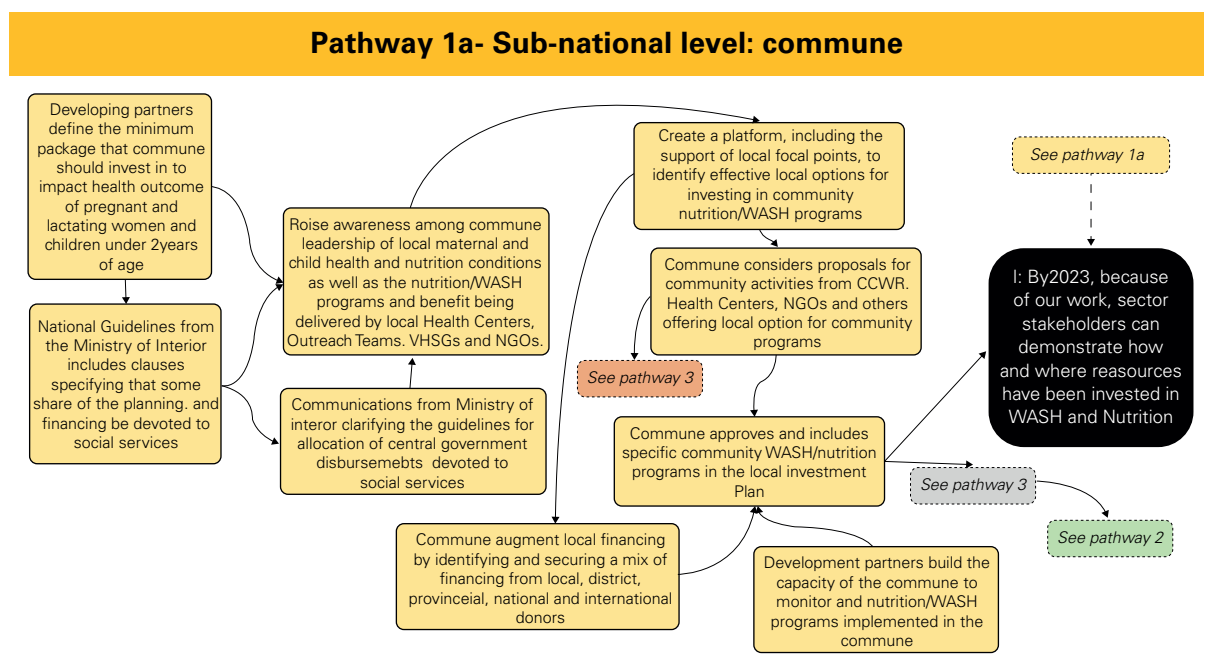 Pathway 1a- Sub-national level: commune
Developing partners
define the minimum
package that commune
should invest in to
impact health outcome
of pregnant and
lactating women and
children under 2years
of age
National Guidelines from
the Ministry of Interior
includes clauses
specifying that some
share of the planning. and
financing be devoted to
social services
Roise awareness among commune
leadership of local maternal and
child health and nutrition conditions
as well as the nutrition/WASH
programs and benefit being
delivered by local Health Centers,
Outreach Teams. VHSGs and NGOs.
Communications from Ministry of
interor clarifying the guidelines for
allocation of central government
disbursemebts devoted to
social services
Create a platform, including the
support of local focal points, to
identify effective local options for
investing in community
nutrition/WASH programs
Commune considers proposals for
community activities from CCWR.
Health Centers, NGOs and others
offering local option for community
programs
See pathway 3
Commune approves and includes
specific community WASH/nutrition
programs in the local investment
Plan
Commune augment local financing
by identifying and securing a mix of
financing from local, district,
provinceial, national and international
donors
Development partners build the
capacity of the commune to
monitor and nutrition/WASH
programs implemented in the
commune
See pathway 1a
I: By2023, because
of our work, sector
stakeholders can
demonstrate how
and where reasources
have been invested in
WASH and Nutrition
See pathway 3
See pathway 2